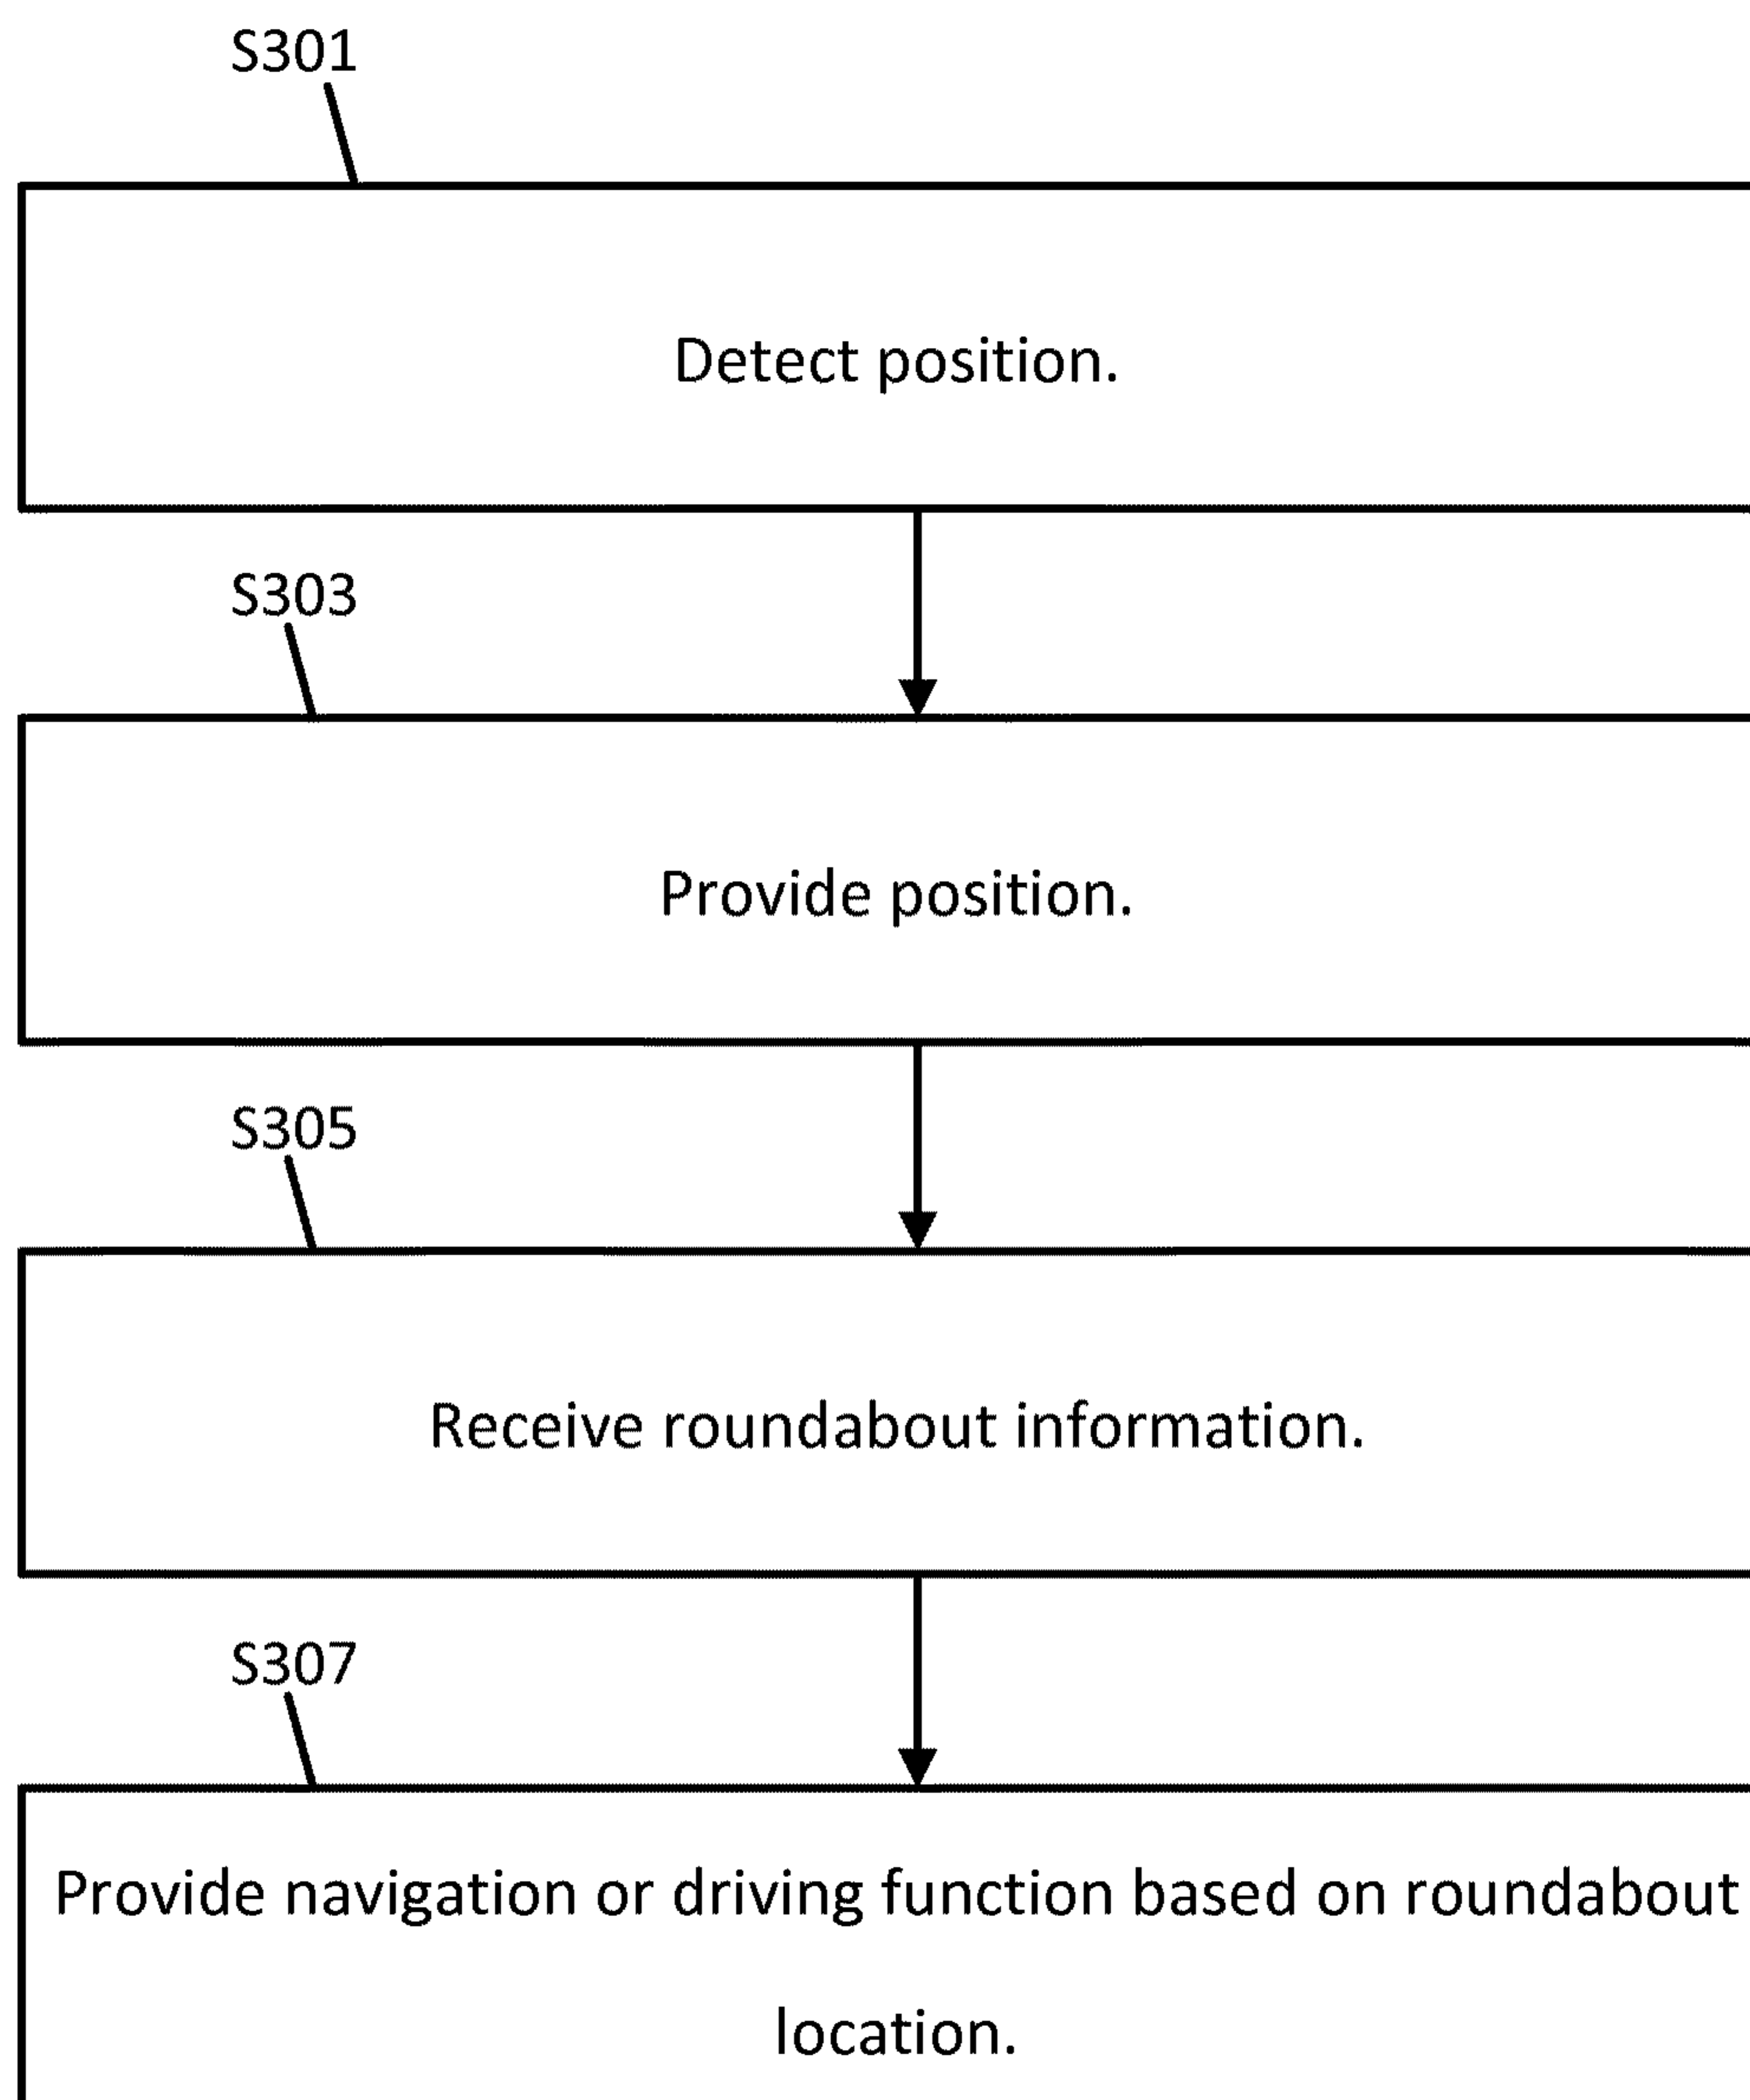 S301
Detect position.
S303
Provide position.
S305
Receive roundabout information.
S307
Provide navigation or driving function based on roundabout
location.